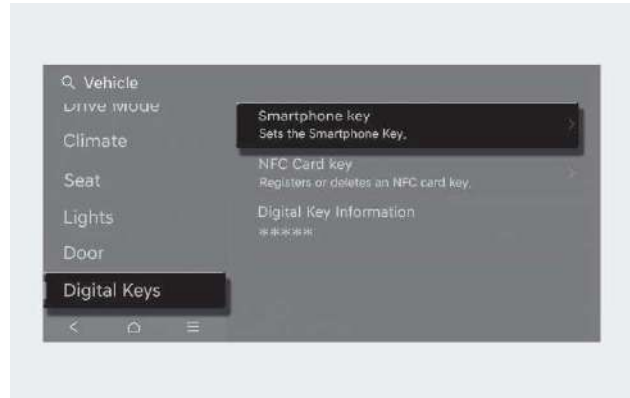 Vehicle
Drive Mode
Climate
Seat
Lights
Door
Digital Keys
Smartphone key
Sets the Smartphone Key.
NFC Card key
Registers or deletes an NFC card key.
Digital Key Information
*****